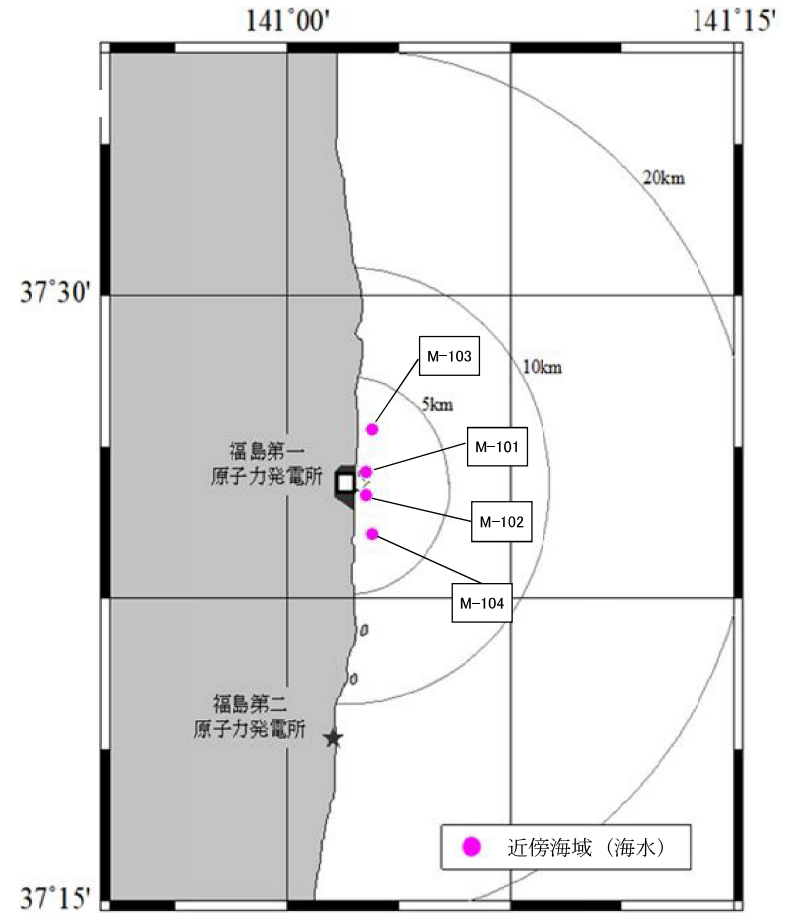 141°00'
141°15'
20km
37°30'
M-103
10km
5km
福島第一
原子力発電所
M-101
M-102
M-104
福島第二
原子力発電所
近傍海域（海水）
37°15'